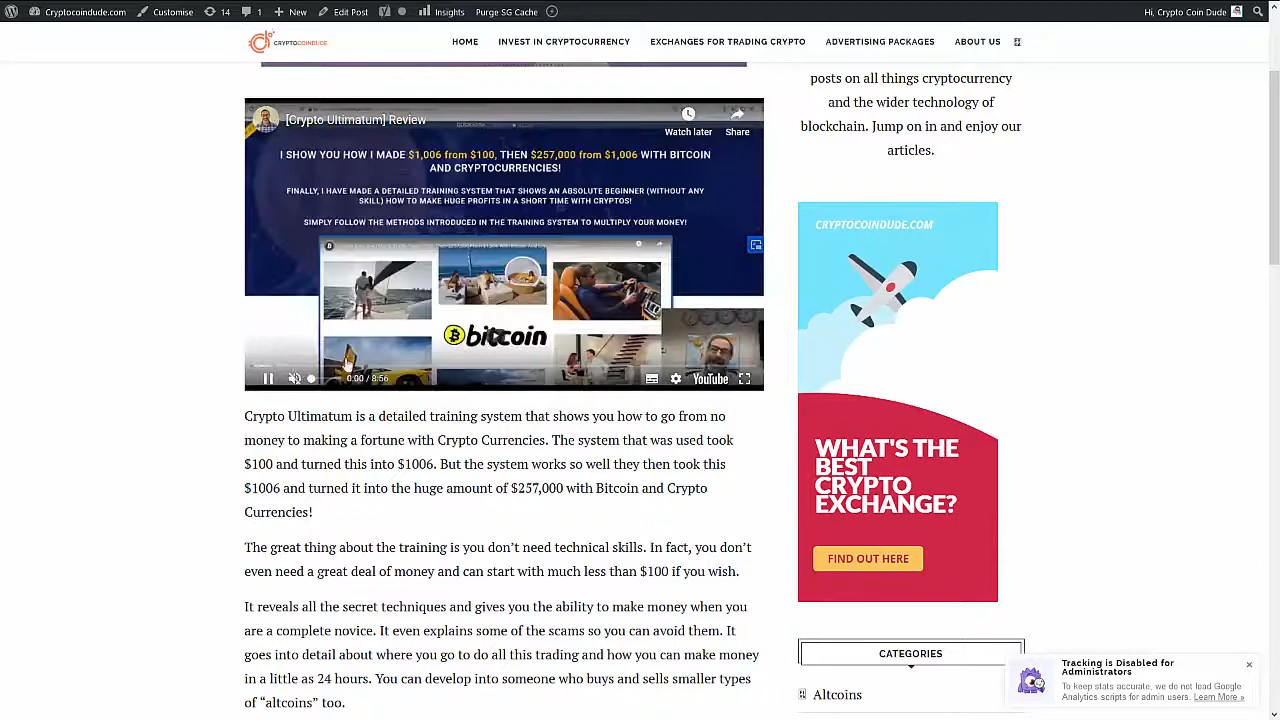 Cryptocoindude.com Customise 14 1 New Edit Post Insights Purge SG Cache Hi, Crypto Coin Dude
CRYPTOCOINDUDE HOME INVEST IN CRYPTOCURRENCY EXCHANGES FOR TRADING CRYPTO ADVERTISING PACKAGES ABOUT US
[Crypto Ultimatum] Review
Watch later Share
I SHOW YOU HOW I MADE $1,006 from $100, THEN $257,000 from $1,006 WITH BITCOIN
AND CRYPTOCURRENCIES!
FINALLY, I HAVE MADE A DETAILED TRAINING SYSTEM THAT SHOWS AN ABSOLUTE BEGINNER (WITHOUT ANY
SKILL) HOW TO MAKE HUGE PROFITS IN A SHORT TIME WITH CRYPTOS!
SIMPLY FOLLOW THE METHODS INTRODUCED IN THE TRAINING SYSTEM TO MULTIPLY YOUR MONEY!
bitcoin
0:00 / 8:56 YouTube
Crypto Ultimatum is a detailed training system that shows you how to go from no
money to making a fortune with Crypto Currencies. The system that was used took
$100 and turned this into $1006. But the system works so well they then took this
$1006 and turned it into the huge amount of $257,000 with Bitcoin and Crypto
Currencies!
The great thing about the training is you don’t need technical skills. In fact, you don’t
even need a great deal of money and can start with much less than $100 if you wish.
It reveals all the secret techniques and gives you the ability to make money when you
are a complete novice. It even explains some of the scams so you can avoid them. It
goes into detail about where you go to do all this trading and how you can make money
in a little as 24 hours. You can develop into someone who buys and sells smaller types
of “altcoins” too.
posts on all things cryptocurrency
and the wider technology of
blockchain. Jump on in and enjoy our
articles.
CRYPTOCOINDUDE.COM
WHAT'S THE
BEST
CRYPTO
EXCHANGE?
FIND OUT HERE
CATEGORIES
Altcoins
Tracking is Disabled for
Administrators
To keep stats accurate, we do not load Google
Analytics scripts for admin users. Learn More »